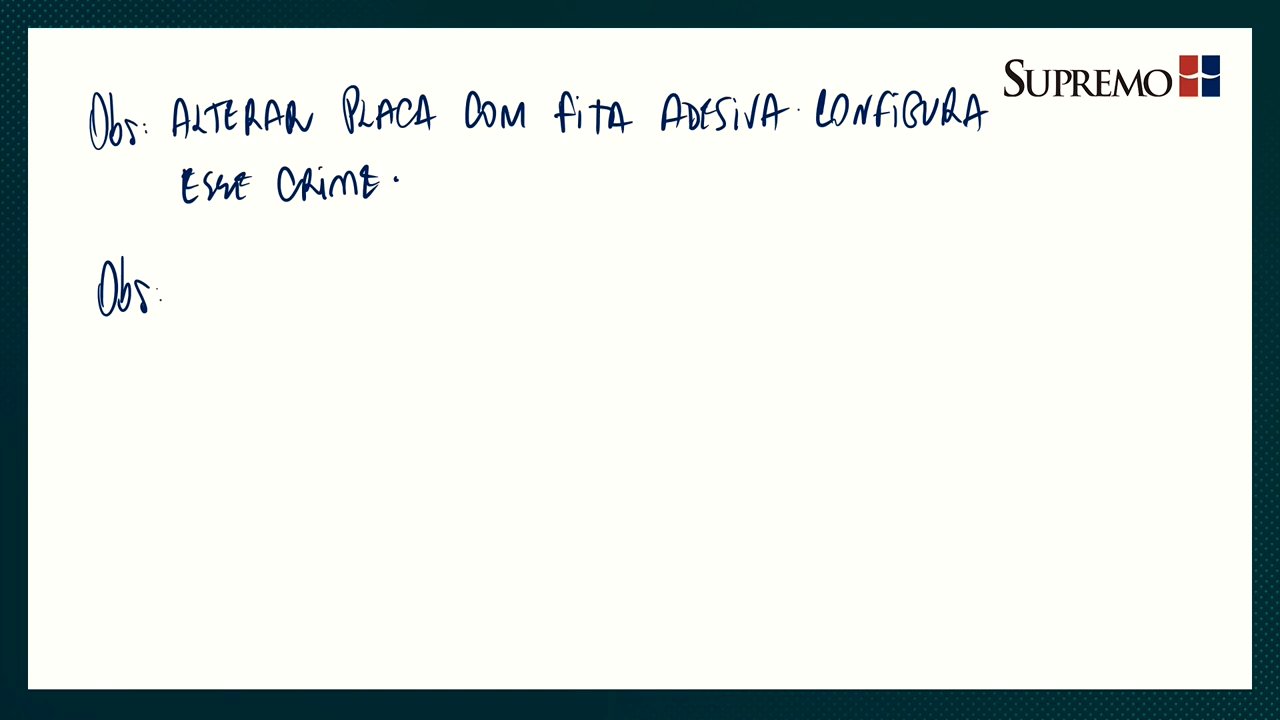 SUPREMO
Obs: ALTERAR PLACA COM FITA ADESIVA CONFIGURA
ESSE CRIME.
Obs: